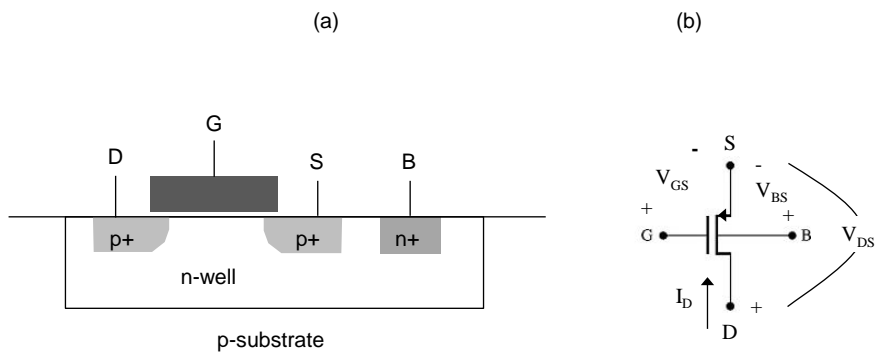 (a) (b)
G
D S B
p+ p+ n+
n-well
p-substrate
- S -
V_GS V_BS
+ +
G B V_DS
I_D +
D